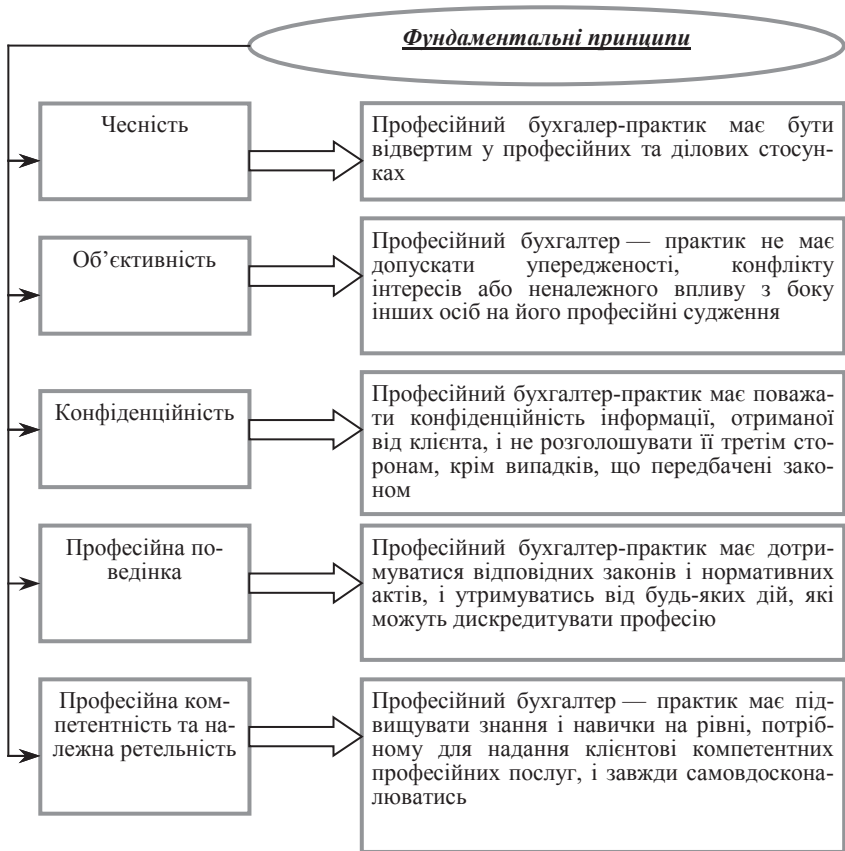 Фундаментальні принципи
Чесність
Професійний бухгалер-практик має бути
відвертим у професійних та ділових стосун-
ках
Об’єктивність
Професійний бухгалтер — практик не має
допускати упередженості, конфлікту
інтересів або неналежного впливу з боку
інших осіб на його професійні судження
Конфіденційність
Професійний бухгалтер-практик має поважа-
ти конфіденційність інформації, отриманої
від клієнта, і не розголошувати її третім сто-
ронам, крім випадків, що передбачені зако-
ном
Професійна по-
ведінка
Професійний бухгалтер-практик має дотри-
муватися відповідних законів і нормативних
актів, і утримуватись від будь-яких дій, які
можуть дискредитувати професію
Професійна ком-
петентність та на-
лежна ретельність
Професійний бухгалтер — практик має під-
вищувати знання і навички на рівні, потріб-
ному для надання клієнтові компетентних
професійних послуг, і завжди самовдоскона-
люватись